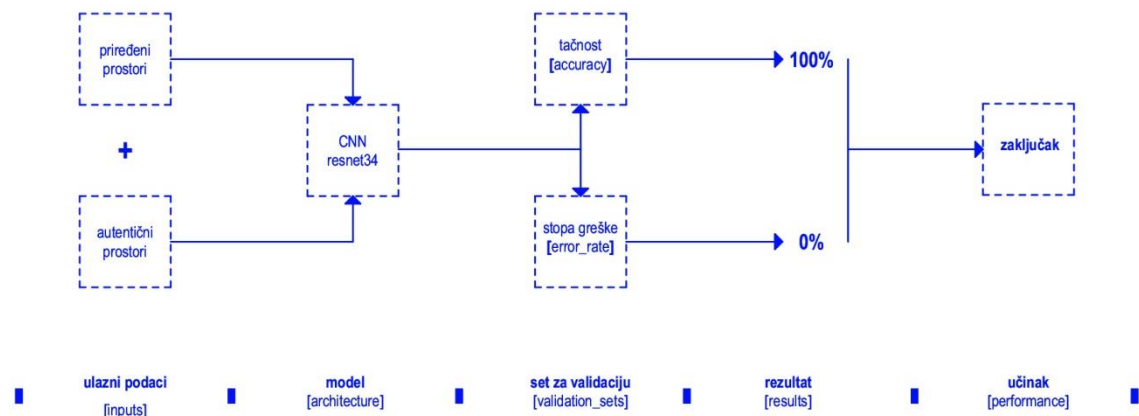 priređeni
prostori
+
autentični
prostori
CNN
resnet34
tačnost
[accuracy]
stopa greške
[error_rate]
100%
0%
zaključak
ulazni podaci
[inputs]
model
[architecture]
set za validaciju
[validation_sets]
rezultat
[results]
učinak
[performance]